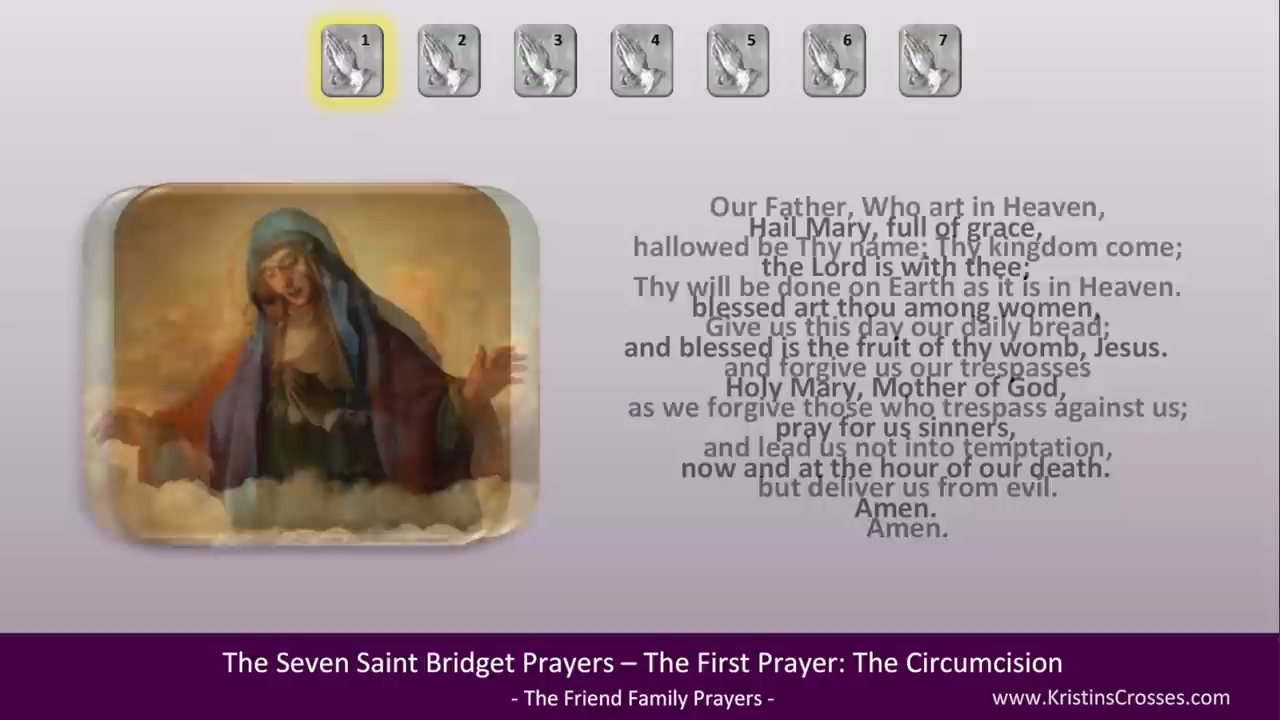 1
2
3
4
5
6
7
Our Father, Who art in Heaven,
Hail Mary, full of grace,
hallowed be Thy name; Thy kingdom come;
the Lord is with thee;
Thy will be done on Earth as it is in Heaven.
blessed art thou among women,
Give us this day our daily bread;
and blessed is the fruit of thy womb, Jesus.
and forgive us our trespasses
Holy Mary, Mother of God,
as we forgive those who trespass against us;
pray for us sinners,
and lead us not into temptation,
now and at the hour of our death.
but deliver us from evil.
Amen.
Amen.
The Seven Saint Bridget Prayers – The First Prayer: The Circumcision
- The Friend Family Prayers -
www.KristinsCrosses.com